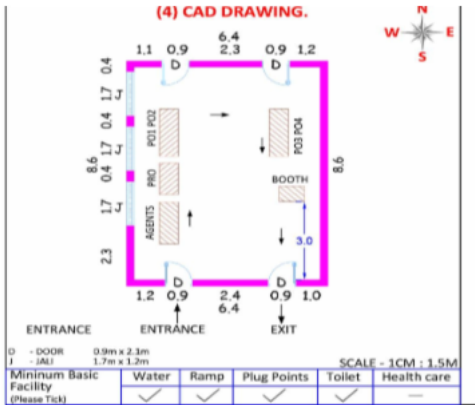 (4) CAD DRAWING.
N
W E
S
6.4
1.1 0.9 2.3 0.9 1.2
D D
0.4
1.7 J
0.4
1.7 J
0.4
1.7 J
2.3
8.6
8.6
PO1 PO2
PO3 PO4
PRO
BOOTH
AGENTS
3.0
D D
1.2 0.9 2.4 0.9 1.0
6.4
ENTRANCE ENTRANCE EXIT
D - DOOR 0.9m x 2.1m
J - JALI 1.7m x 1.2m
SCALE - 1CM : 1.5M
Mininum Basic Facility (Please Tick) Water Ramp Plug Points Toilet Health care
✓ ✓ ✓ ✓ —